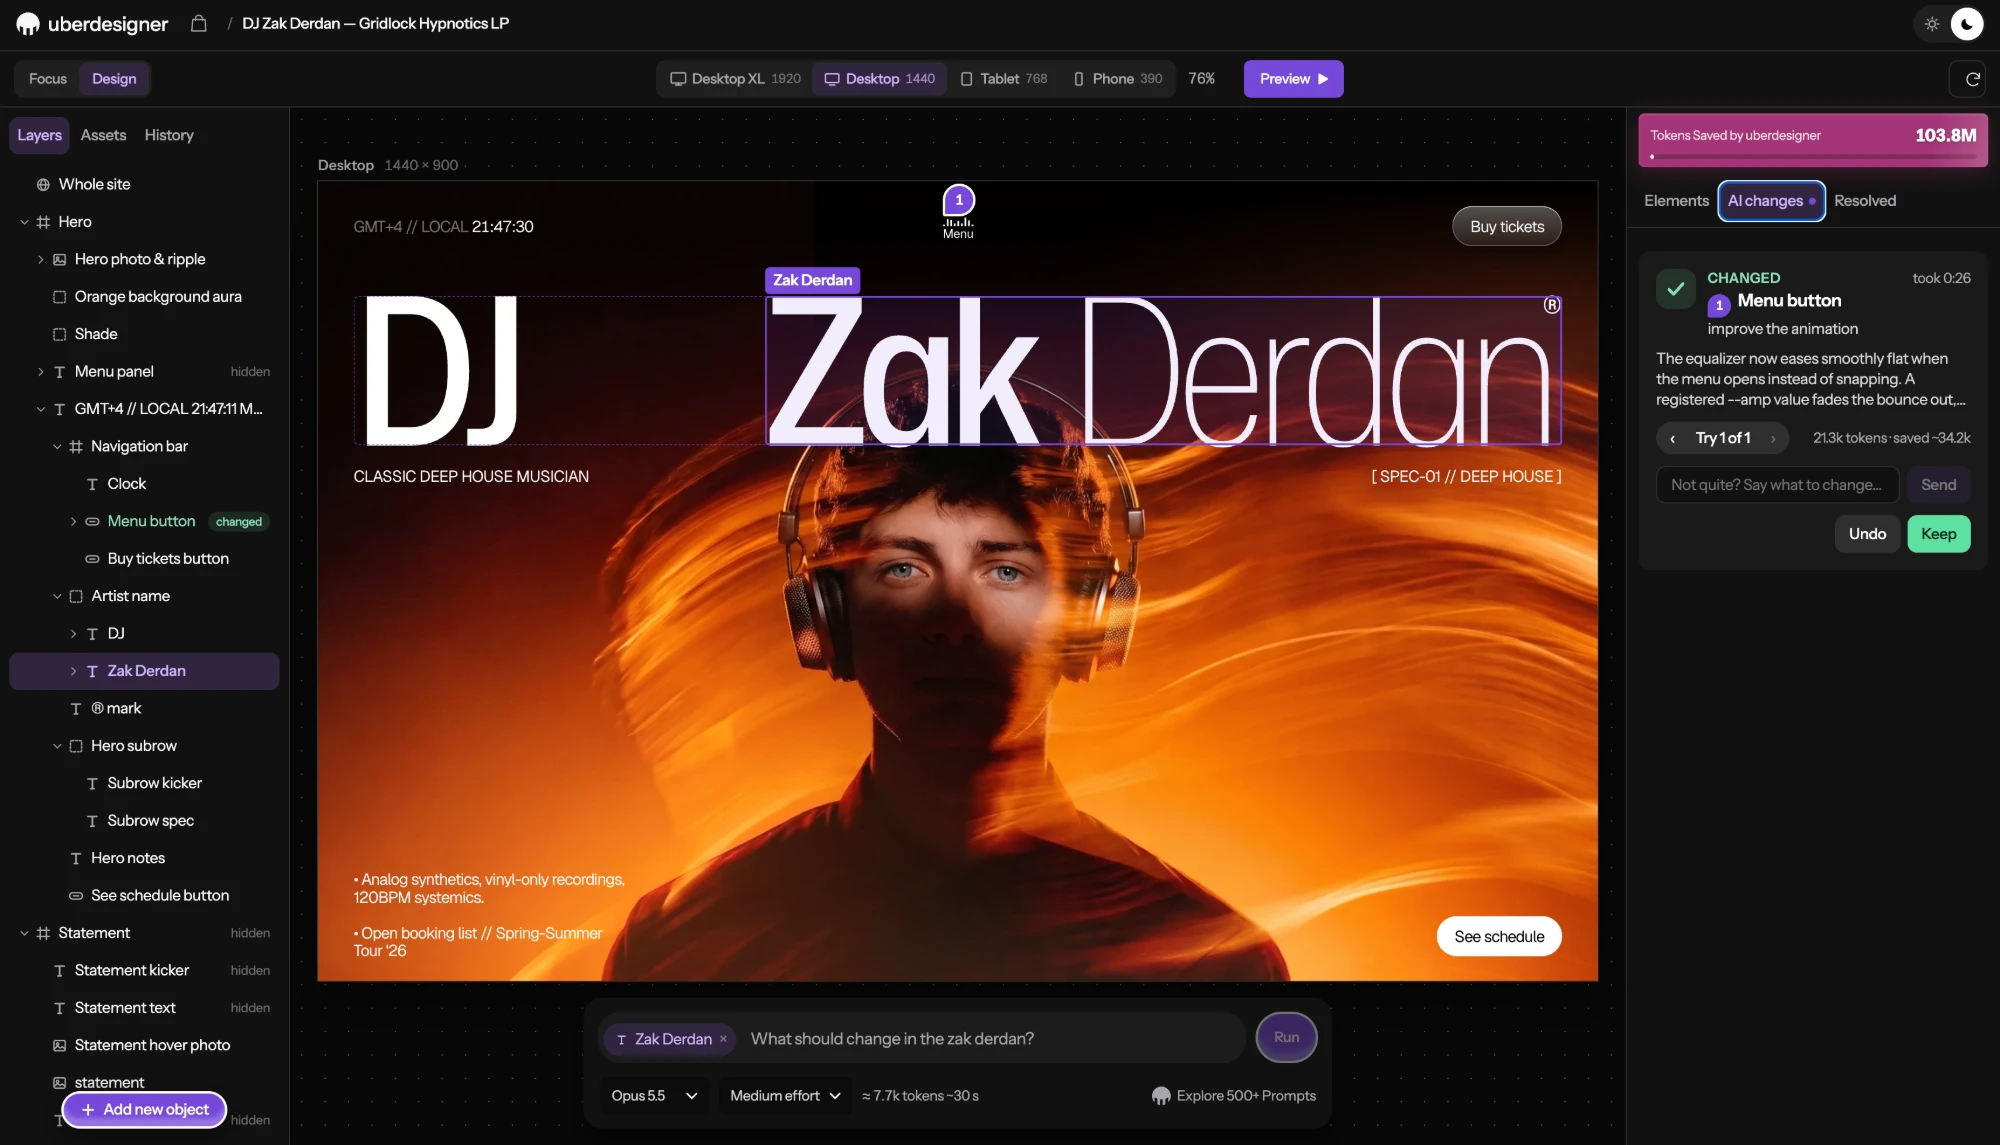 uberdesigner
/ DJ Zak Derdan — Gridlock Hypnotics LP
Focus
Design
Desktop XL 1920
Desktop 1440
Tablet 768
Phone 390
76%
Preview
Layers
Assets
History
Whole site
Hero
Hero photo & ripple
Orange background aura
Shade
Menu panel hidden
GMT+4 // LOCAL 21:47:11 M...
Navigation bar
Clock
Menu button changed
Buy tickets button
Artist name
DJ
Zak Derdan
® mark
Hero subrow
Subrow kicker
Subrow spec
Hero notes
See schedule button
Statement hidden
Statement kicker hidden
Statement text hidden
Statement hover photo
statement
hidden
+ Add new object
Desktop 1440 × 900
GMT+4 // LOCAL 21:47:30
1
Menu
Buy tickets
Zak Derdan
DJ Zak Derdan ®
CLASSIC DEEP HOUSE MUSICIAN
[ SPEC-01 // DEEP HOUSE ]
• Analog synthetics, vinyl-only recordings,
120BPM systemics.
• Open booking list // Spring-Summer
Tour '26
See schedule
Zak Derdan ×
What should change in the zak derdan?
Run
Opus 5.5
Medium effort
≈ 7.7k tokens ~30 s
Explore 500+ Prompts
Tokens Saved by uberdesigner
103.8M
Elements
AI changes
Resolved
CHANGED
took 0:26
1 Menu button
improve the animation
The equalizer now eases smoothly flat when
the menu opens instead of snapping. A
registered --amp value fades the bounce out,...
‹ Try 1 of 1 ›
21.3k tokens · saved ~34.2k
Not quite? Say what to change...
Send
Undo
Keep